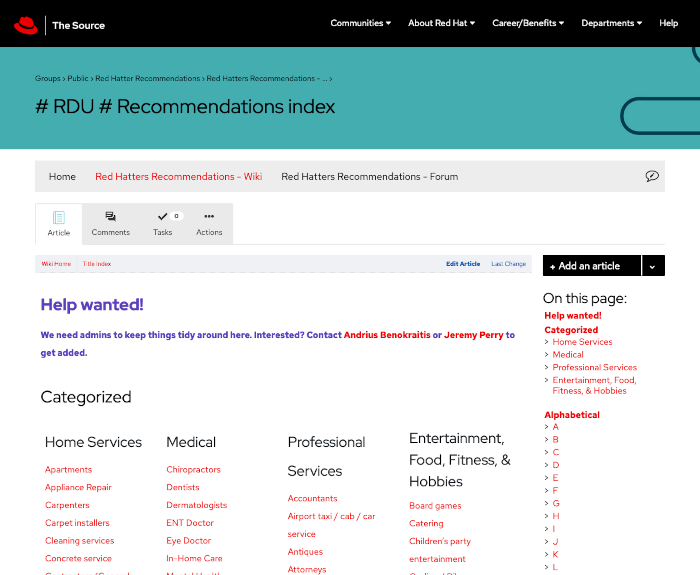 The Source
Communities
About Red Hat
Career/Benefits
Departments
Help
Groups › Public › Red Hatter Recommendations › Red Hatters Recommendations - ... ›
# RDU # Recommendations index
Home
Red Hatters Recommendations - Wiki
Red Hatters Recommendations - Forum
Article
Comments
Tasks 0
Actions
Wiki Home
Title Index
Edit Article
Last Change
+ Add an article
Help wanted!
We need admins to keep things tidy around here. Interested? Contact Andrius Benokraitis or Jeremy Perry to
get added.
Categorized
Home Services
Apartments
Appliance Repair
Carpenters
Carpet installers
Cleaning services
Concrete service
Medical
Chiropractors
Dentists
Dermatologists
ENT Doctor
Eye Doctor
In-Home Care
Professional
Services
Accountants
Airport taxi / cab / car
service
Antiques
Attorneys
Entertainment,
Food, Fitness, &
Hobbies
Board games
Catering
Children's party
entertainment
On this page:
Help wanted!
Categorized
> Home Services
> Medical
> Professional Services
> Entertainment, Food,
Fitness, & Hobbies
Alphabetical
> A
> B
> C
> D
> E
> F
> G
> H
> I
> J
> K
> L